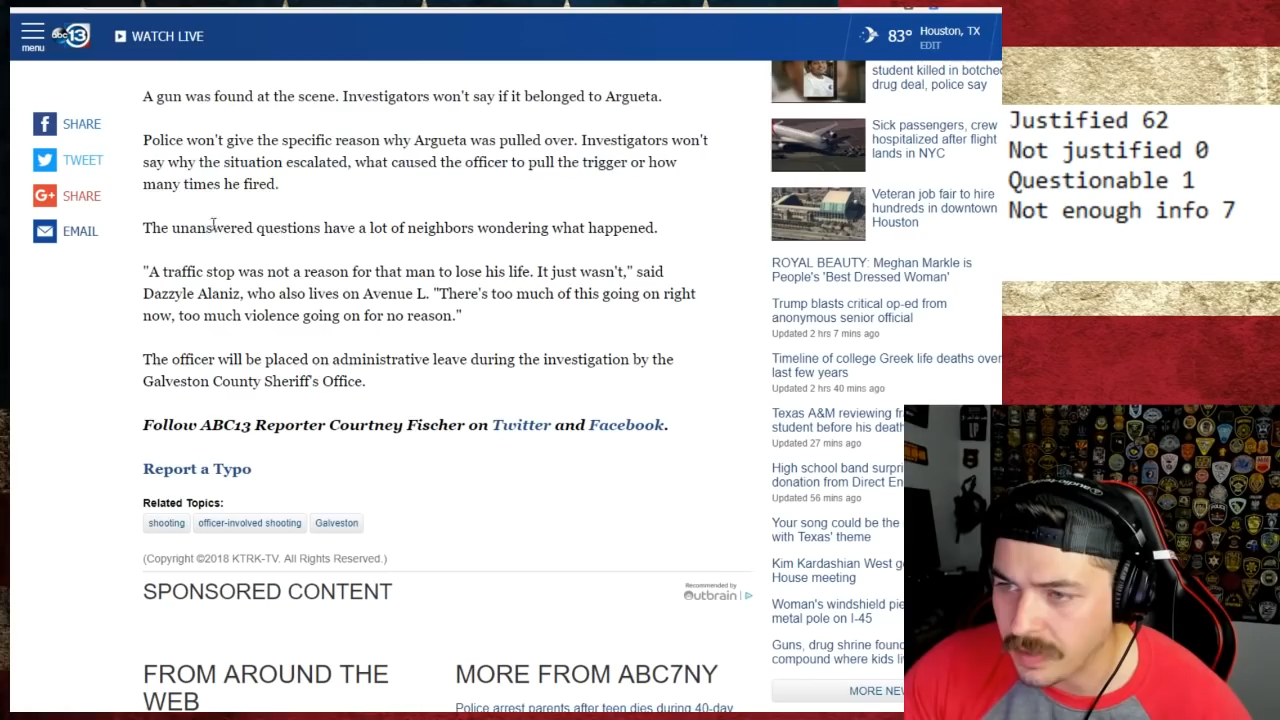 menu
abc 13
WATCH LIVE
83°
Houston, TX
EDIT
A gun was found at the scene. Investigators won't say if it belonged to Argueta.
SHARE
TWEET
SHARE
EMAIL
Police won't give the specific reason why Argueta was pulled over. Investigators won't
say why the situation escalated, what caused the officer to pull the trigger or how
many times he fired.
The unanswered questions have a lot of neighbors wondering what happened.
"A traffic stop was not a reason for that man to lose his life. It just wasn't," said
Dazzyle Alaniz, who also lives on Avenue L. "There's too much of this going on right
now, too much violence going on for no reason."
The officer will be placed on administrative leave during the investigation by the
Galveston County Sheriff's Office.
Follow ABC13 Reporter Courtney Fischer on Twitter and Facebook.
Report a Typo
Related Topics:
shooting
officer-involved shooting
Galveston
(Copyright ©2018 KTRK-TV. All Rights Reserved.)
SPONSORED CONTENT
Recommended by
Outbrain
FROM AROUND THE
WEB
MORE FROM ABC7NY
Police arrest parents after teen dies during 40-day
student killed in botched
drug deal, police say
Sick passengers, crew
hospitalized after flight
lands in NYC
Veteran job fair to hire
hundreds in downtown
Houston
ROYAL BEAUTY: Meghan Markle is
People's 'Best Dressed Woman'
Trump blasts critical op-ed from
anonymous senior official
Updated 2 hrs 7 mins ago
Timeline of college Greek life deaths over
last few years
Updated 2 hrs 40 mins ago
Texas A&M reviewing fr
student before his death
Updated 27 mins ago
High school band surpri
donation from Direct En
Updated 56 mins ago
Your song could be the
with Texas' theme
Kim Kardashian West
House meeting
Woman's windshield pie
metal pole on I-45
Guns, drug shrine foun
compound where kids li
MORE NEW
Justified 62
Not justified 0
Questionable 1
Not enough info 7